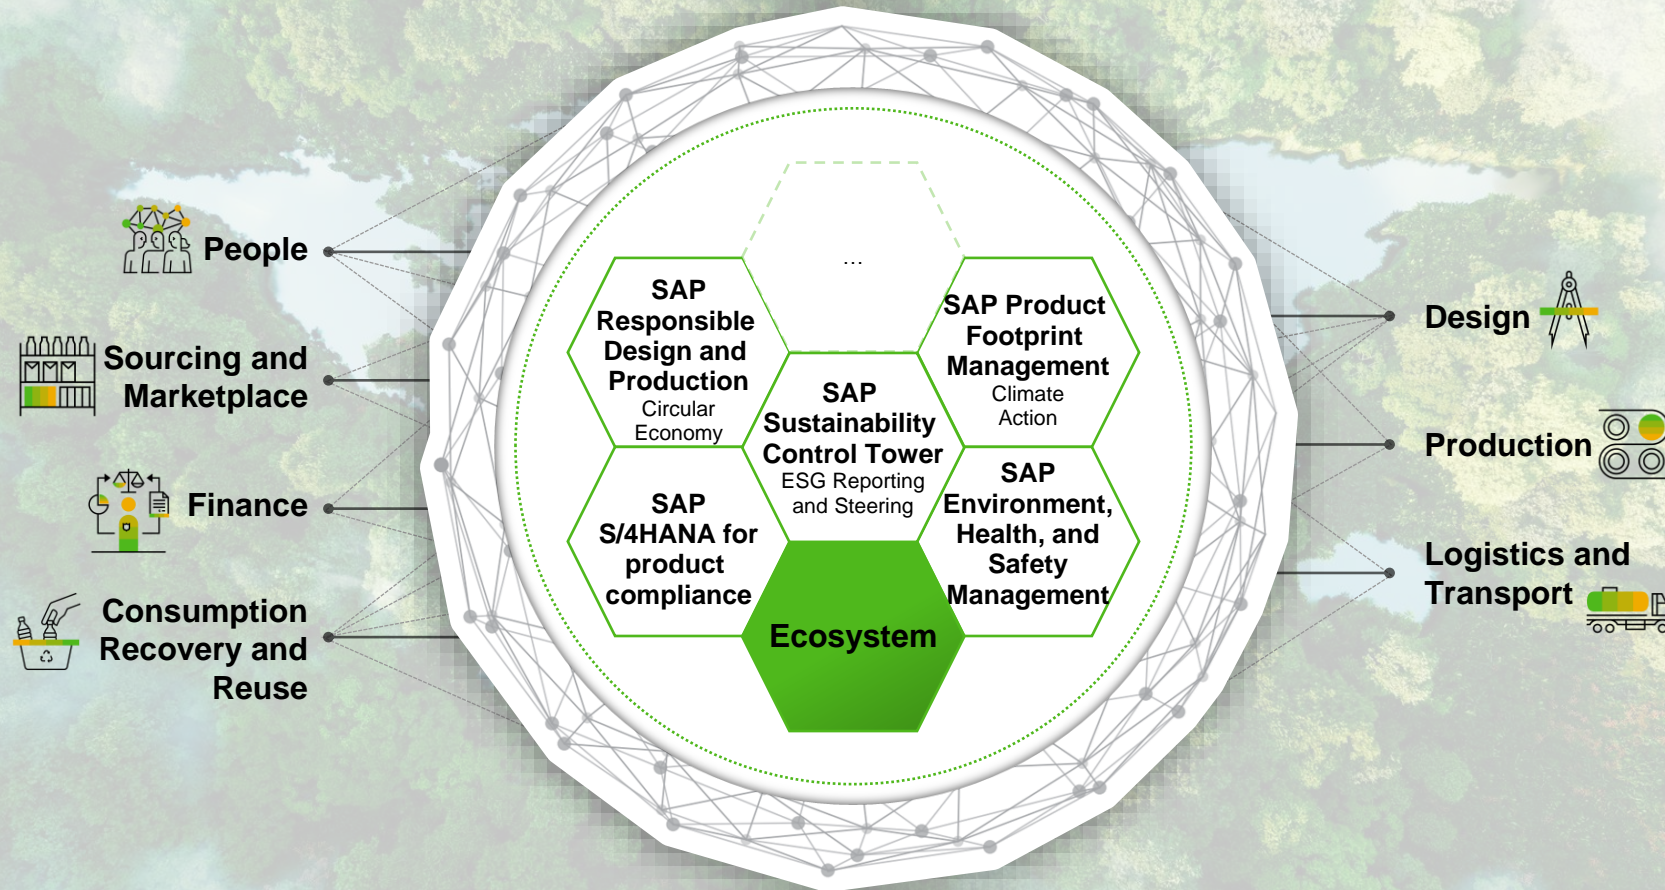 People
Sourcing and
Marketplace
Finance
Consumption
Recovery and
Reuse
...
SAP
Responsible
Design and
Production
Circular
Economy
SAP Product
Footprint
Management
Climate
Action
SAP
Sustainability
Control Tower
ESG Reporting
and Steering
SAP
S/4HANA for
product
compliance
SAP
Environment,
Health, and
Safety
Management
Ecosystem
Design
Production
Logistics and
Transport